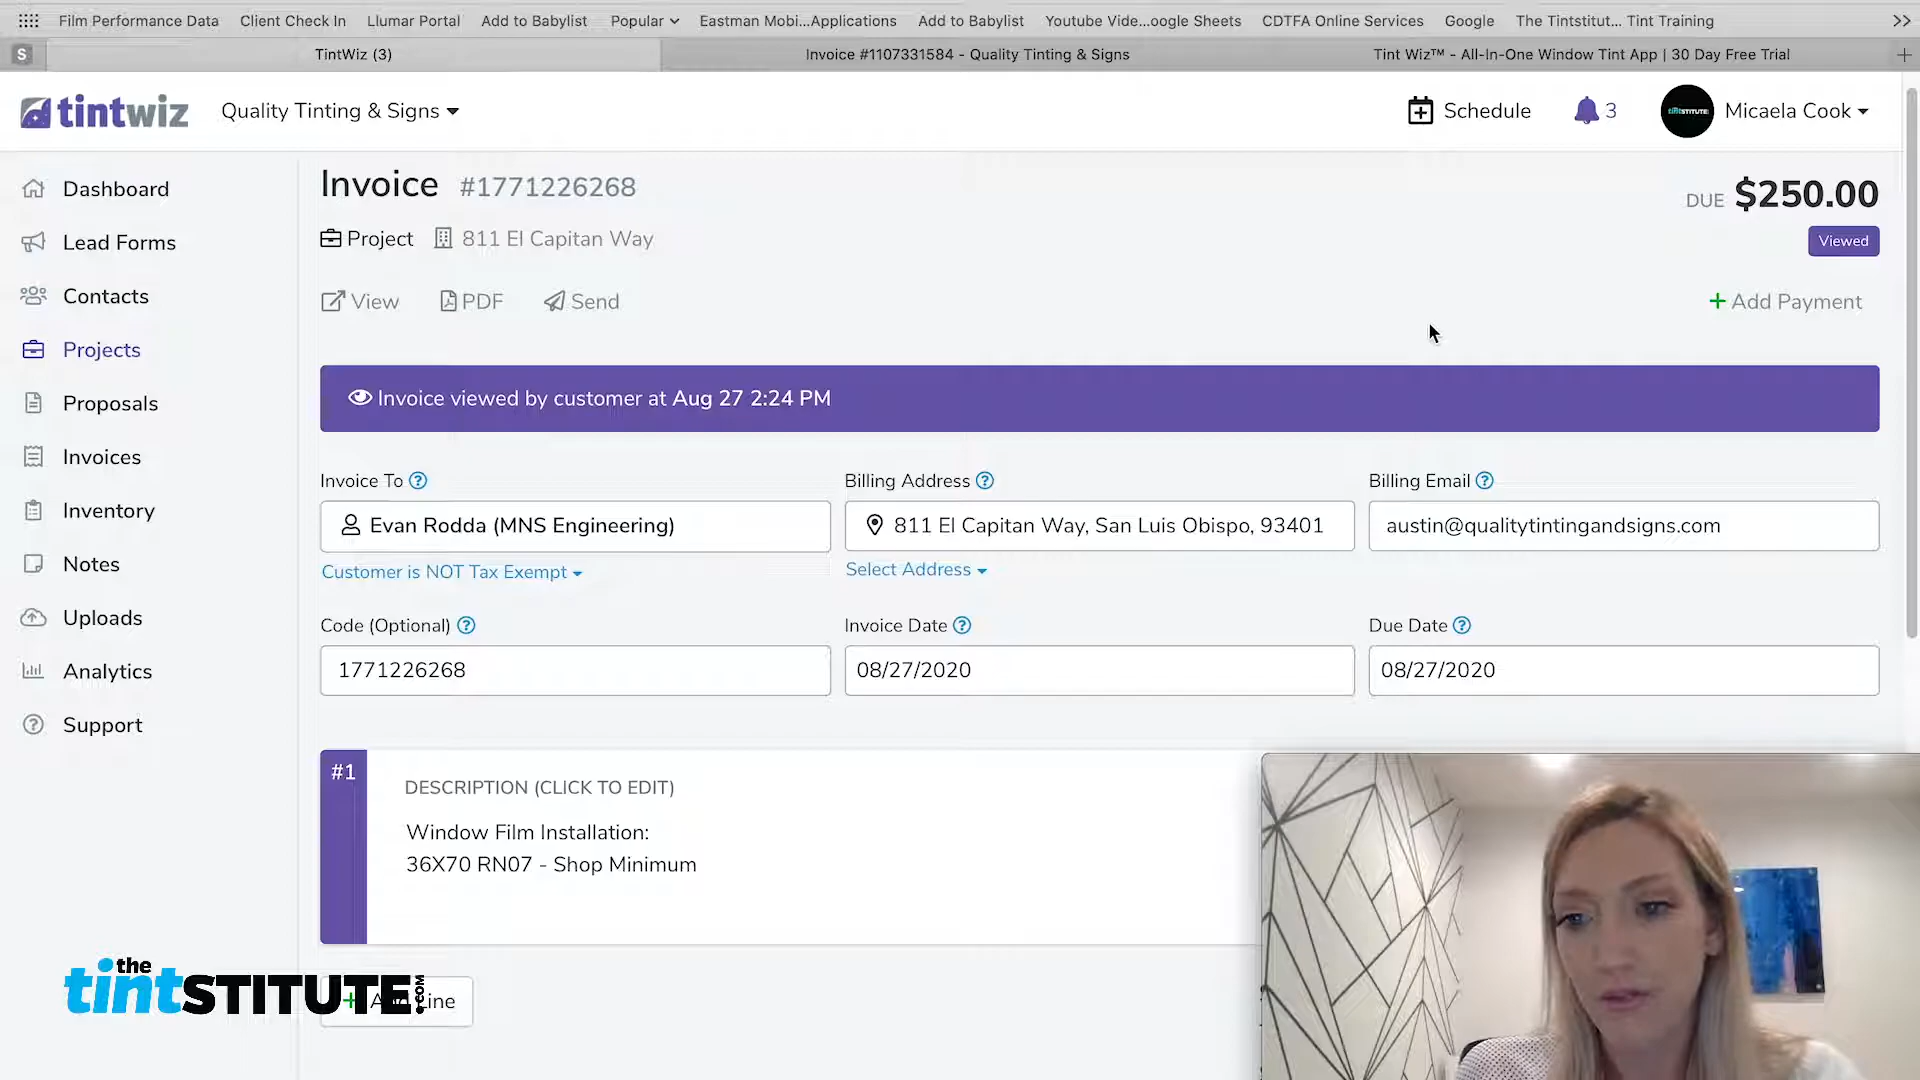 Film Performance Data Client Check In Llumar Portal Add to Babylist Popular Eastman Mobi...Applications Add to Babylist Youtube Vide...oogle Sheets CDTFA Online Services Google The Tintstitut... Tint Training
S TintWiz (3) Invoice #1107331584 - Quality Tinting & Signs Tint Wiz™ - All-In-One Window Tint App | 30 Day Free Trial
tintwiz Quality Tinting & Signs Schedule 3 tintSTITUTE Micaela Cook
Dashboard
Lead Forms
Contacts
Projects
Proposals
Invoices
Inventory
Notes
Uploads
Analytics
Support
Invoice #1771226268
DUE $250.00
Project 811 El Capitan Way
Viewed
View PDF Send + Add Payment
Invoice viewed by customer at Aug 27 2:24 PM
Invoice To ? Billing Address ? Billing Email ?
Evan Rodda (MNS Engineering) 811 El Capitan Way, San Luis Obispo, 93401 austin@qualitytintingandsigns.com
Customer is NOT Tax Exempt Select Address
Code (Optional) ? Invoice Date ? Due Date ?
1771226268 08/27/2020 08/27/2020
#1 DESCRIPTION (CLICK TO EDIT)
Window Film Installation:
36X70 RN07 - Shop Minimum
the
tintSTITUTE.COM
+ Add Line